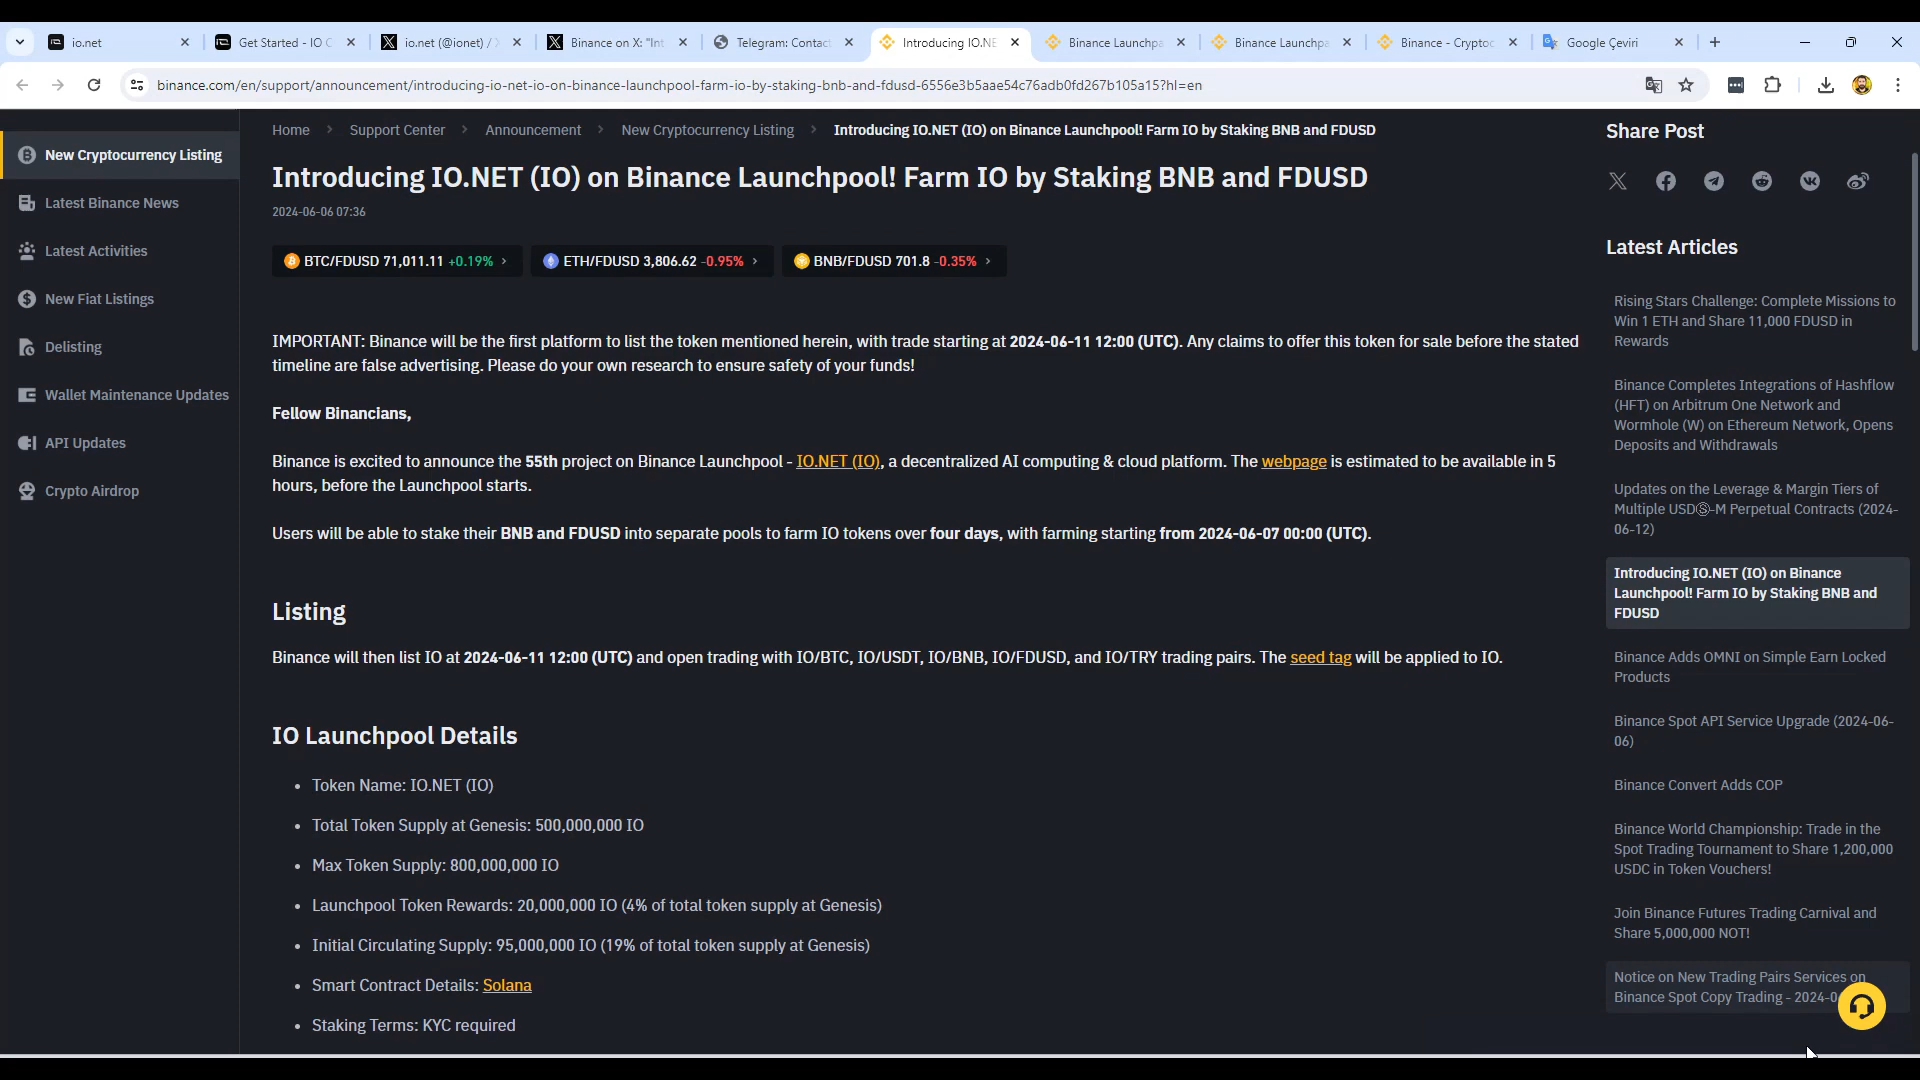 io.net
Get Started - IO C
io.net (@ionet) / X
Binance on X: "Int
Telegram: Contac
Introducing IO.NE
Binance Launchpa
Binance Launchpa
Binance - Cryptoc
Google Çeviri
binance.com/en/support/announcement/introducing-io-net-io-on-binance-launchpool-farm-io-by-staking-bnb-and-fdusd-6556e3b5aae54c76adb0fd267b105a15?hl=en
New Cryptocurrency Listing
Latest Binance News
Latest Activities
New Fiat Listings
Delisting
Wallet Maintenance Updates
API Updates
Crypto Airdrop
Home > Support Center > Announcement > New Cryptocurrency Listing > Introducing IO.NET (IO) on Binance Launchpool! Farm IO by Staking BNB and FDUSD
Introducing IO.NET (IO) on Binance Launchpool! Farm IO by Staking BNB and FDUSD
2024-06-06 07:36
BTC/FDUSD 71,011.11 +0.19% >
ETH/FDUSD 3,806.62 -0.95% >
BNB/FDUSD 701.8 -0.35% >
IMPORTANT: Binance will be the first platform to list the token mentioned herein, with trade starting at 2024-06-11 12:00 (UTC). Any claims to offer this token for sale before the stated
timeline are false advertising. Please do your own research to ensure safety of your funds!
Fellow Binancians,
Binance is excited to announce the 55th project on Binance Launchpool - IO.NET (IO), a decentralized AI computing & cloud platform. The webpage is estimated to be available in 5
hours, before the Launchpool starts.
Users will be able to stake their BNB and FDUSD into separate pools to farm IO tokens over four days, with farming starting from 2024-06-07 00:00 (UTC).
Listing
Binance will then list IO at 2024-06-11 12:00 (UTC) and open trading with IO/BTC, IO/USDT, IO/BNB, IO/FDUSD, and IO/TRY trading pairs. The seed tag will be applied to IO.
IO Launchpool Details
• Token Name: IO.NET (IO)
• Total Token Supply at Genesis: 500,000,000 IO
• Max Token Supply: 800,000,000 IO
• Launchpool Token Rewards: 20,000,000 IO (4% of total token supply at Genesis)
• Initial Circulating Supply: 95,000,000 IO (19% of total token supply at Genesis)
• Smart Contract Details: Solana
• Staking Terms: KYC required
Share Post
Latest Articles
Rising Stars Challenge: Complete Missions to
Win 1 ETH and Share 11,000 FDUSD in
Rewards
Binance Completes Integrations of Hashflow
(HFT) on Arbitrum One Network and
Wormhole (W) on Ethereum Network, Opens
Deposits and Withdrawals
Updates on the Leverage & Margin Tiers of
Multiple USDⓈ-M Perpetual Contracts (2024-
06-12)
Introducing IO.NET (IO) on Binance
Launchpool! Farm IO by Staking BNB and
FDUSD
Binance Adds OMNI on Simple Earn Locked
Products
Binance Spot API Service Upgrade (2024-06-
06)
Binance Convert Adds COP
Binance World Championship: Trade in the
Spot Trading Tournament to Share 1,200,000
USDC in Token Vouchers!
Join Binance Futures Trading Carnival and
Share 5,000,000 NOT!
Notice on New Trading Pairs Services on
Binance Spot Copy Trading - 2024-0